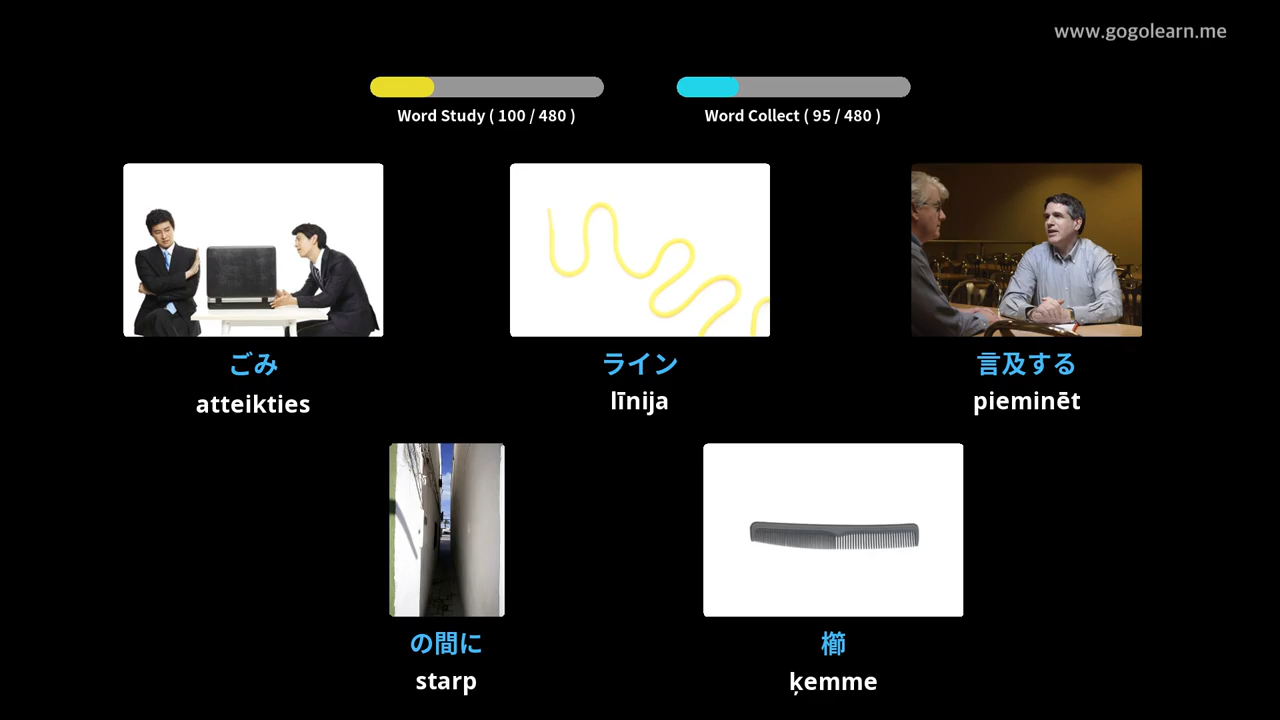 www.gogolearn.me
Word Study ( 100 / 480 )
Word Collect ( 95 / 480 )
ごみ
atteikties
ライン
līnija
言及する
pieminēt
の間に
starp
櫛
ķemme